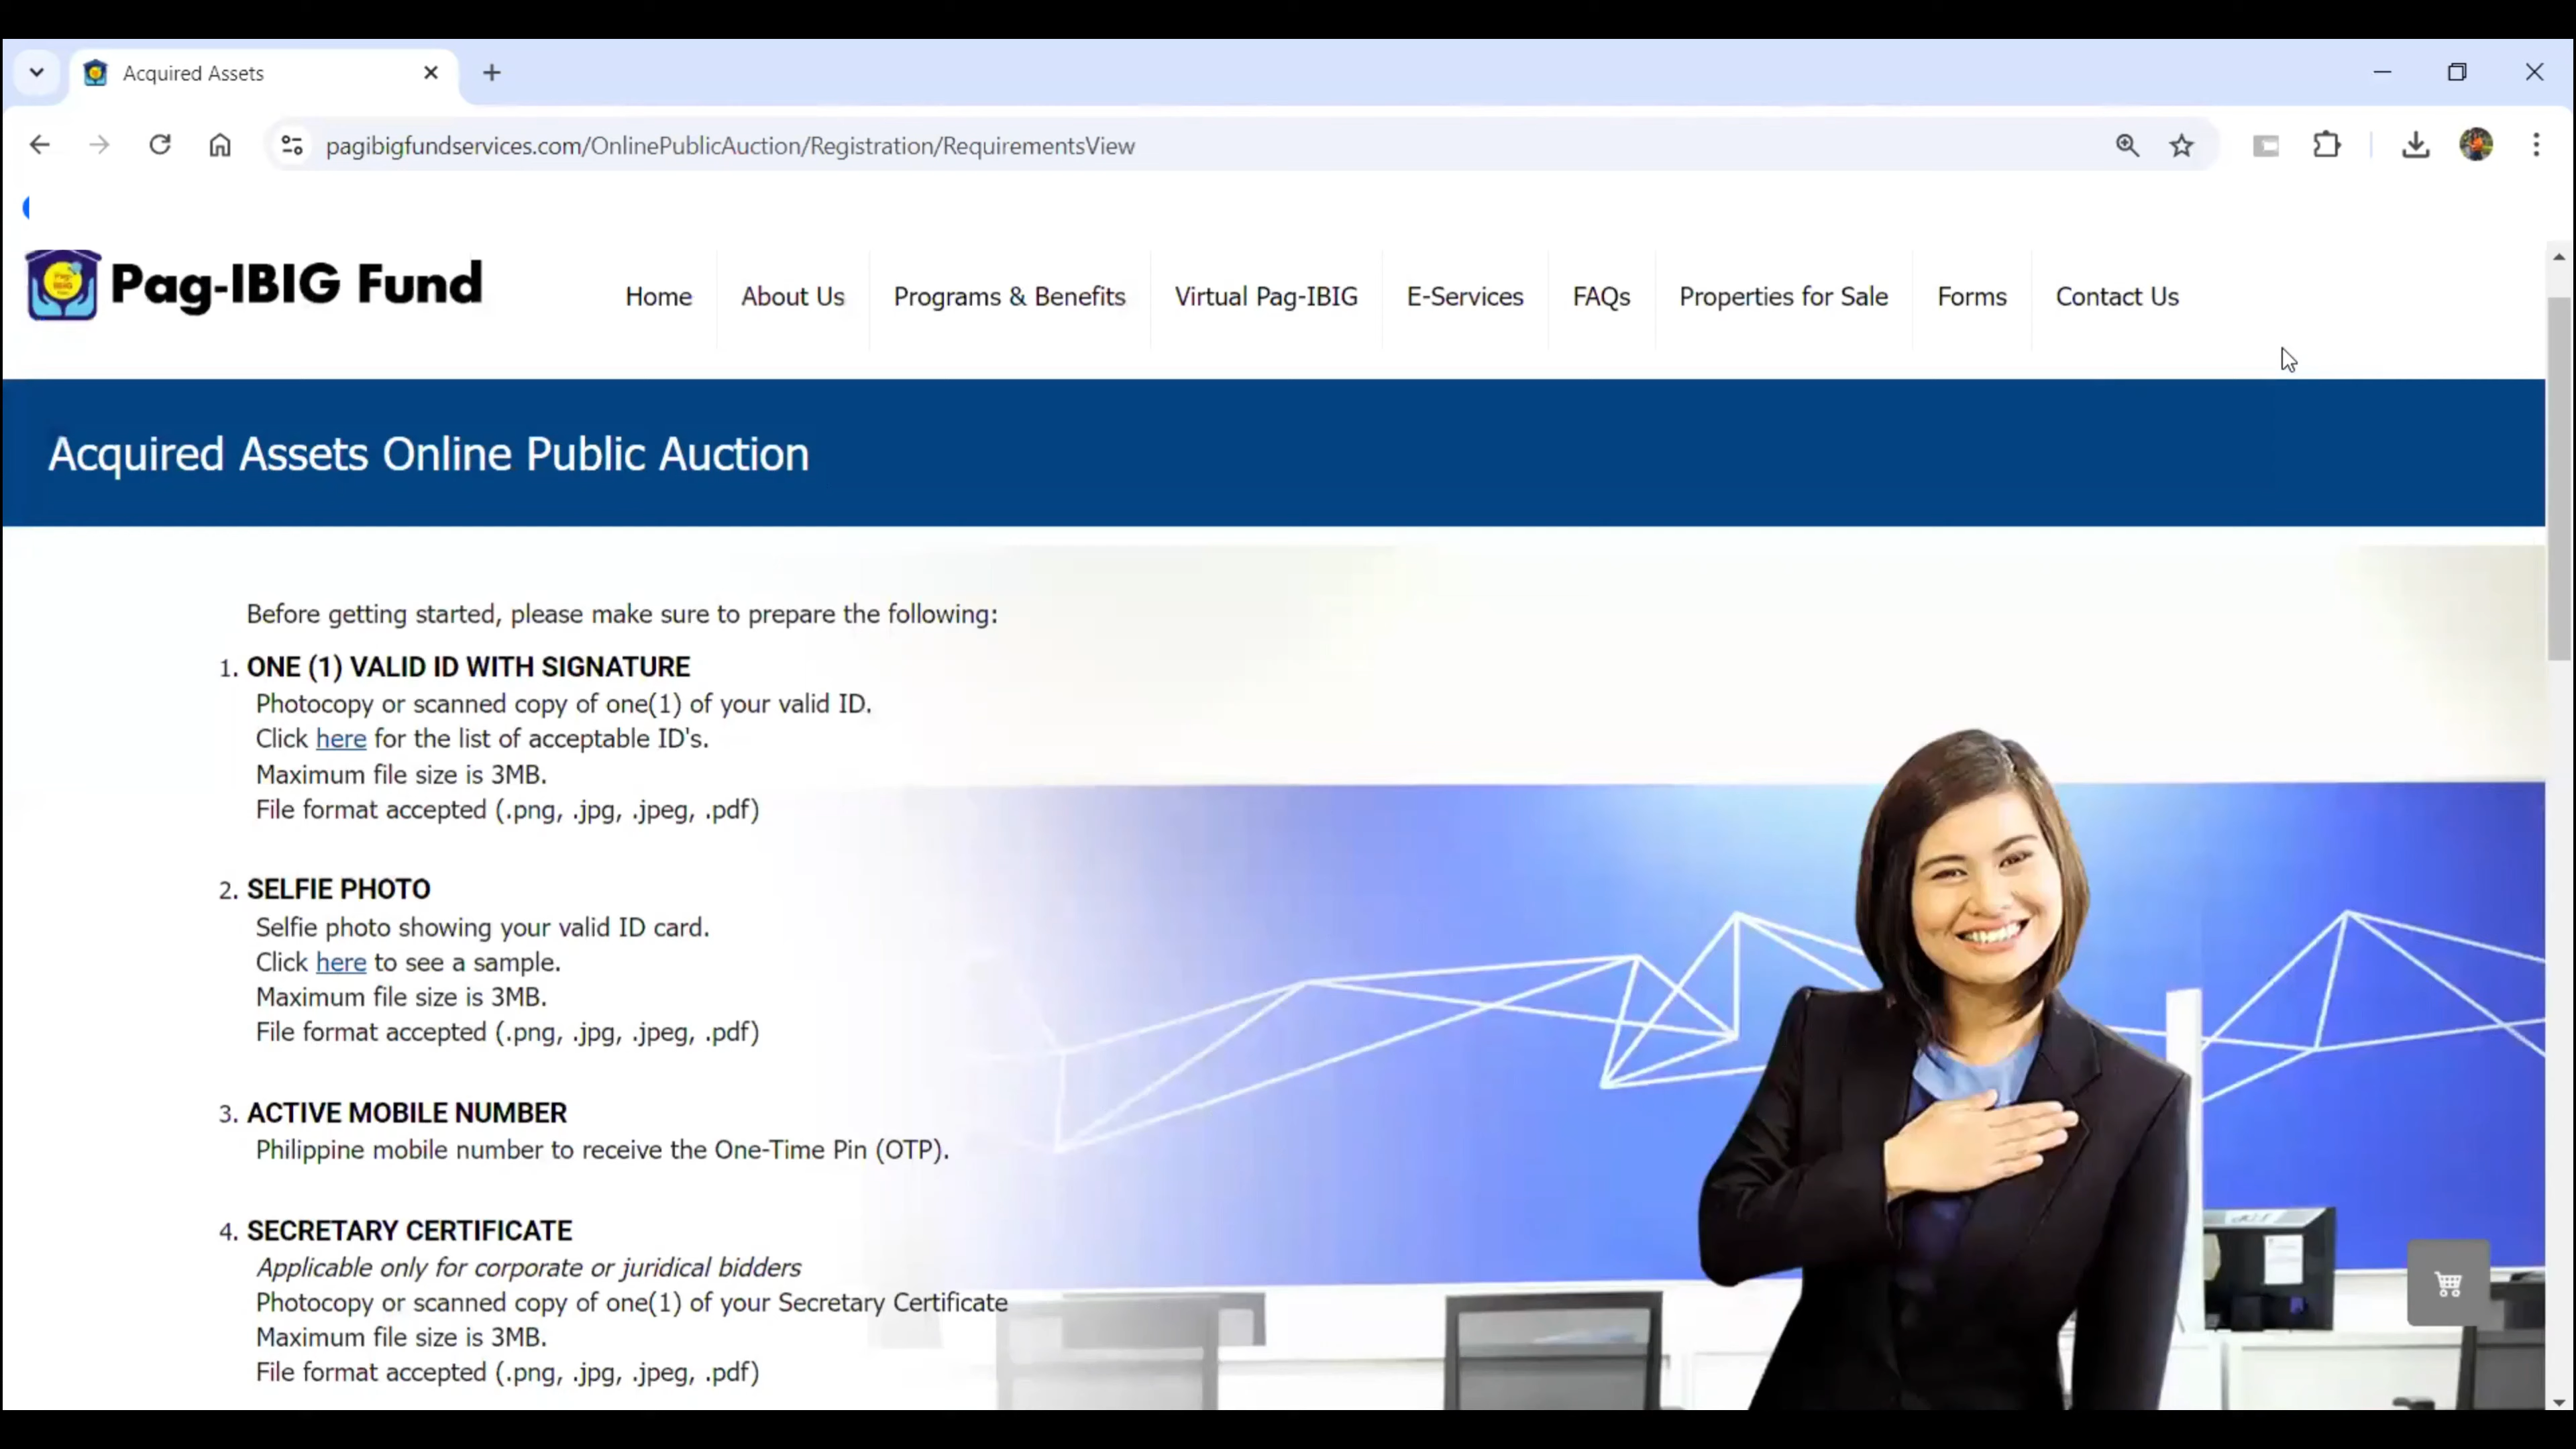 Acquired Assets
pagibigfundservices.com/OnlinePublicAuction/Registration/RequirementsView
Pag-IBIG Fund
Home
About Us
Programs & Benefits
Virtual Pag-IBIG
E-Services
FAQs
Properties for Sale
Forms
Contact Us
Acquired Assets Online Public Auction
Before getting started, please make sure to prepare the following:
1. ONE (1) VALID ID WITH SIGNATURE
Photocopy or scanned copy of one(1) of your valid ID.
Click here for the list of acceptable ID's.
Maximum file size is 3MB.
File format accepted (.png, .jpg, .jpeg, .pdf)
2. SELFIE PHOTO
Selfie photo showing your valid ID card.
Click here to see a sample.
Maximum file size is 3MB.
File format accepted (.png, .jpg, .jpeg, .pdf)
3. ACTIVE MOBILE NUMBER
Philippine mobile number to receive the One-Time Pin (OTP).
4. SECRETARY CERTIFICATE
Applicable only for corporate or juridical bidders
Photocopy or scanned copy of one(1) of your Secretary Certificate
Maximum file size is 3MB.
File format accepted (.png, .jpg, .jpeg, .pdf)